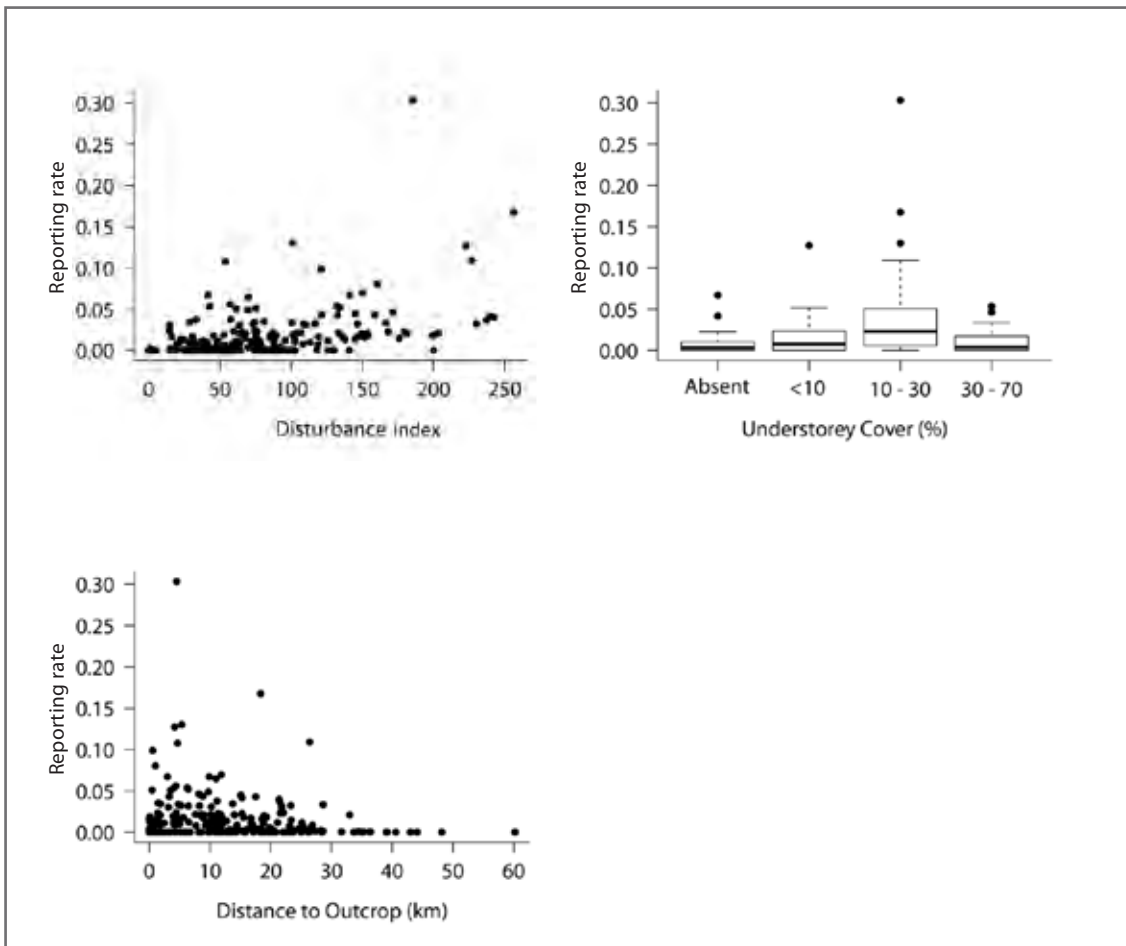 Reporting rate
0.30
0.25
0.20
0.15
0.10
0.05
0.00
0 50 100 150 200 250
Disturbance Index
Reporting rate
0.30
0.25
0.20
0.15
0.10
0.05
0.00
Absent <10 10 - 30 30 - 70
Understorey Cover (%)
Reporting rate
0.30
0.25
0.20
0.15
0.10
0.05
0.00
0 10 20 30 40 50 60
Distance to Outcrop (km)